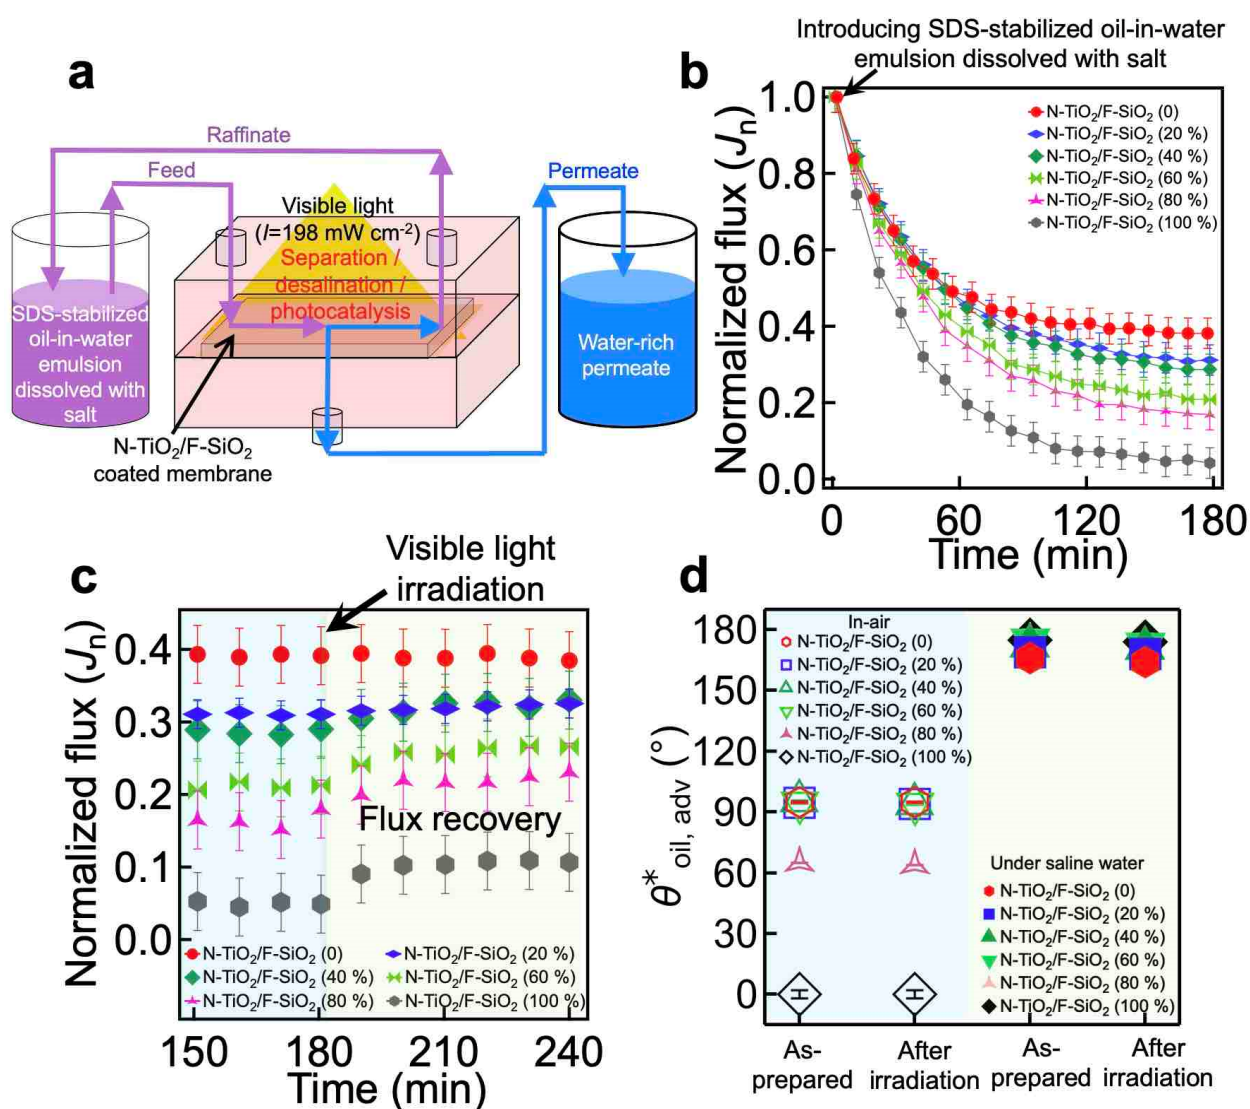 a
Raffinate
Feed
Visible light
(I=198 mW cm⁻²)
Separation /
desalination /
photocatalysis
Permeate
SDS-stabilized
oil-in-water
emulsion
dissolved with
salt
Water-rich
permeate
N-TiO₂/F-SiO₂
coated membrane
b
Introducing SDS-stabilized oil-in-water
emulsion dissolved with salt
Normalized flux (Jₙ)
1.0
0.8
0.6
0.4
0.2
0.0
N-TiO₂/F-SiO₂ (0)
N-TiO₂/F-SiO₂ (20 %)
N-TiO₂/F-SiO₂ (40 %)
N-TiO₂/F-SiO₂ (60 %)
N-TiO₂/F-SiO₂ (80 %)
N-TiO₂/F-SiO₂ (100 %)
0 60 120 180
Time (min)
c
Visible light
irradiation
Normalized flux (Jₙ)
0.4
0.3
0.2
0.1
0.0
Flux recovery
N-TiO₂/F-SiO₂ (0) N-TiO₂/F-SiO₂ (20 %)
N-TiO₂/F-SiO₂ (40 %) N-TiO₂/F-SiO₂ (60 %)
N-TiO₂/F-SiO₂ (80 %) N-TiO₂/F-SiO₂ (100 %)
150 180 210 240
Time (min)
d
θ*oil, adv (°)
180
150
120
90
60
30
0
In-air
N-TiO₂/F-SiO₂ (0)
N-TiO₂/F-SiO₂ (20 %)
N-TiO₂/F-SiO₂ (40 %)
N-TiO₂/F-SiO₂ (60 %)
N-TiO₂/F-SiO₂ (80 %)
N-TiO₂/F-SiO₂ (100 %)
Under saline water
N-TiO₂/F-SiO₂ (0)
N-TiO₂/F-SiO₂ (20 %)
N-TiO₂/F-SiO₂ (40 %)
N-TiO₂/F-SiO₂ (60 %)
N-TiO₂/F-SiO₂ (80 %)
N-TiO₂/F-SiO₂ (100 %)
As-
prepared
After
irradiation
As-
prepared
After
irradiation